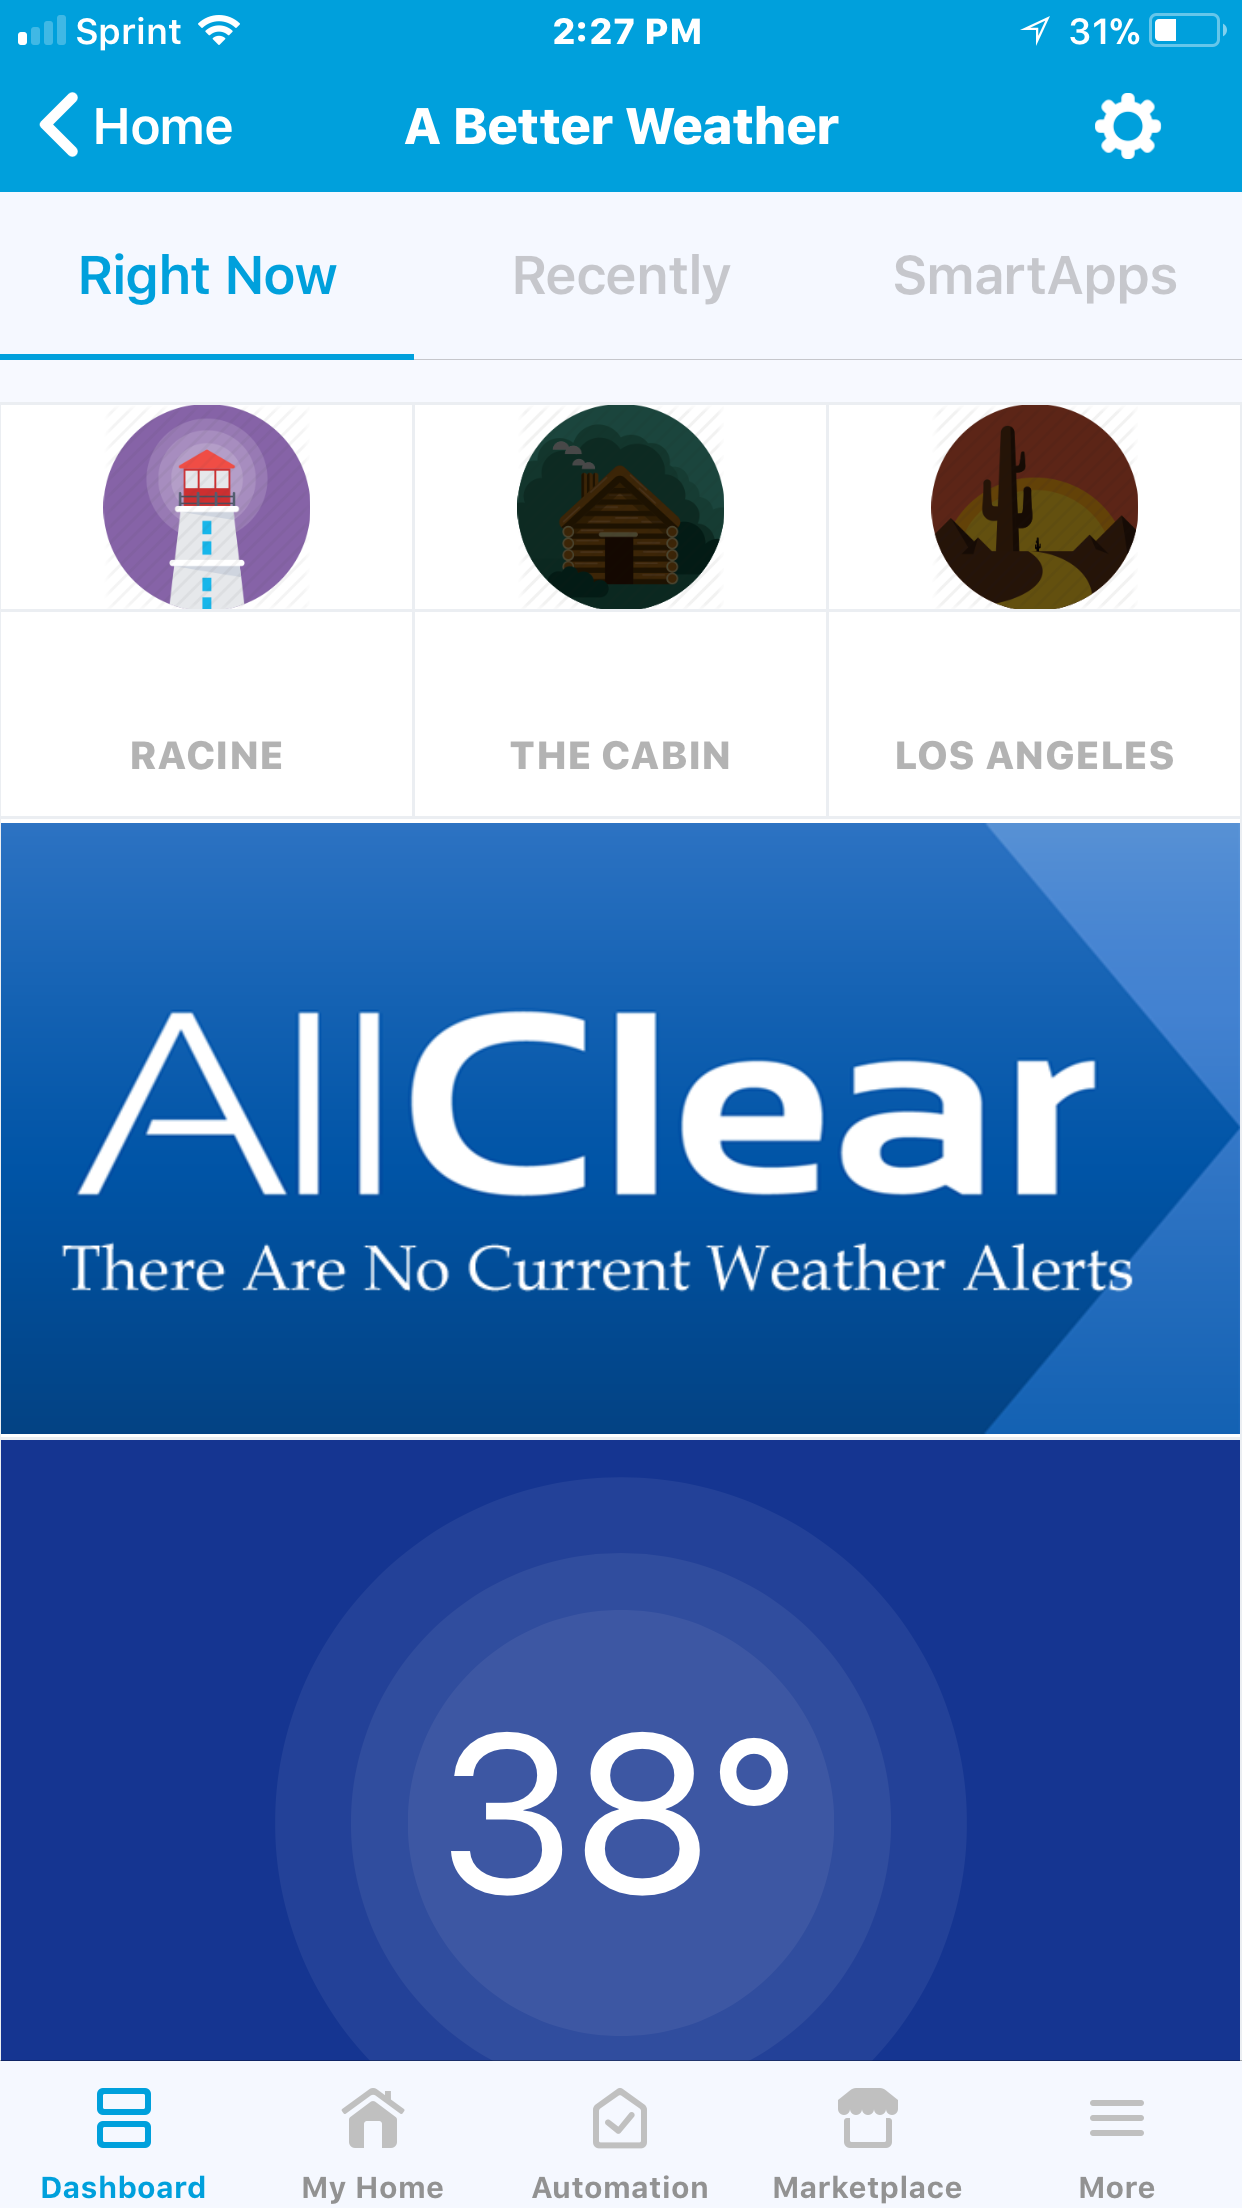 Sprint 2:27 PM 31%
Home A Better Weather
Right Now Recently SmartApps
RACINE THE CABIN LOS ANGELES
AllClear
There Are No Current Weather Alerts
38°
Dashboard My Home Automation Marketplace More